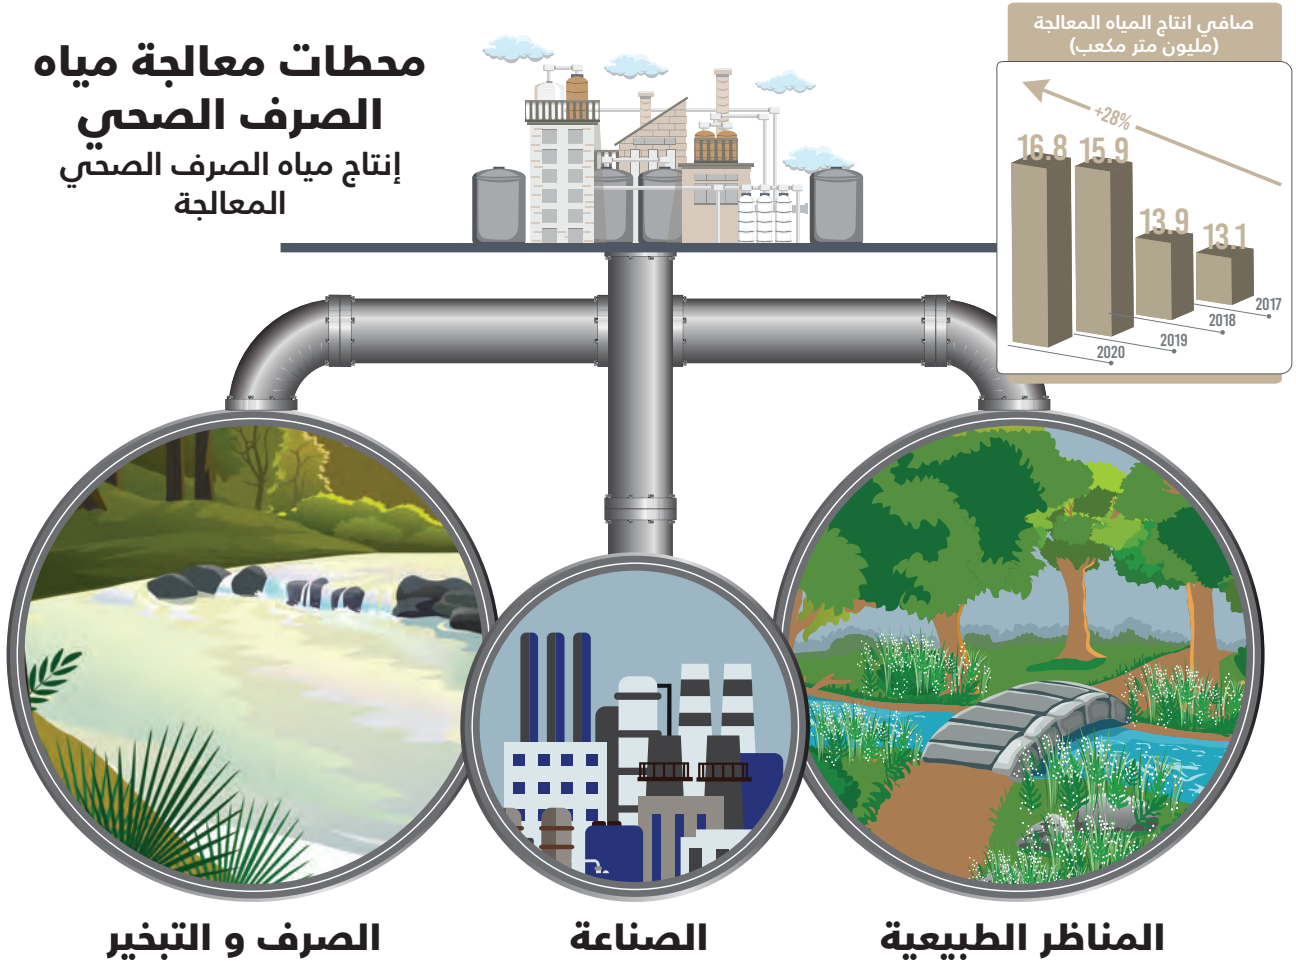 محطات معالجة مياه
الصرف الصحي
إنتاج مياه الصرف الصحي
المعالجة
صافي انتاج المياه المعالجة
(مليون متر مكعب)
+28%
16.8
15.9
13.9
13.1
2017
2018
2019
2020
المناظر الطبيعية
الصناعة
الصرف و التبخير